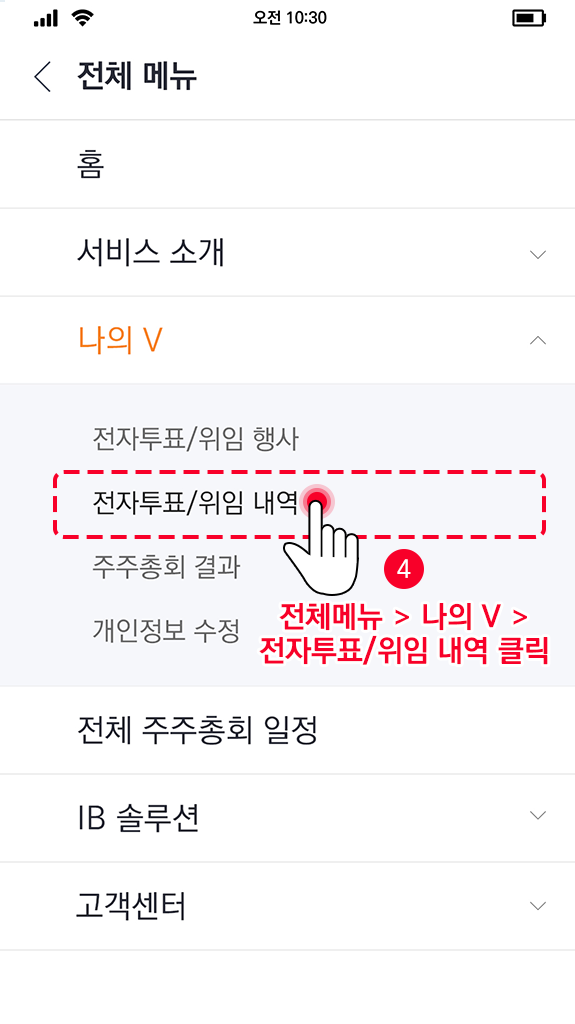 오전 10:30
전체 메뉴
홈
서비스 소개
나의 V
전자투표/위임 행사
전자투표/위임 내역
주주총회 결과
개인정보 수정
4
전체메뉴 > 나의 V >
전자투표/위임 내역 클릭
전체 주주총회 일정
IB 솔루션
고객센터